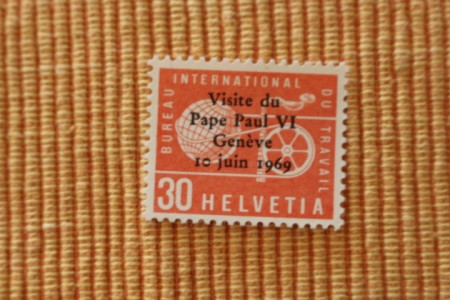 BUREAU INTERNATIONAL DU TRAVAIL
Visite du
Pape Paul VI
Genève
10 juin 1969
30 HELVETIA